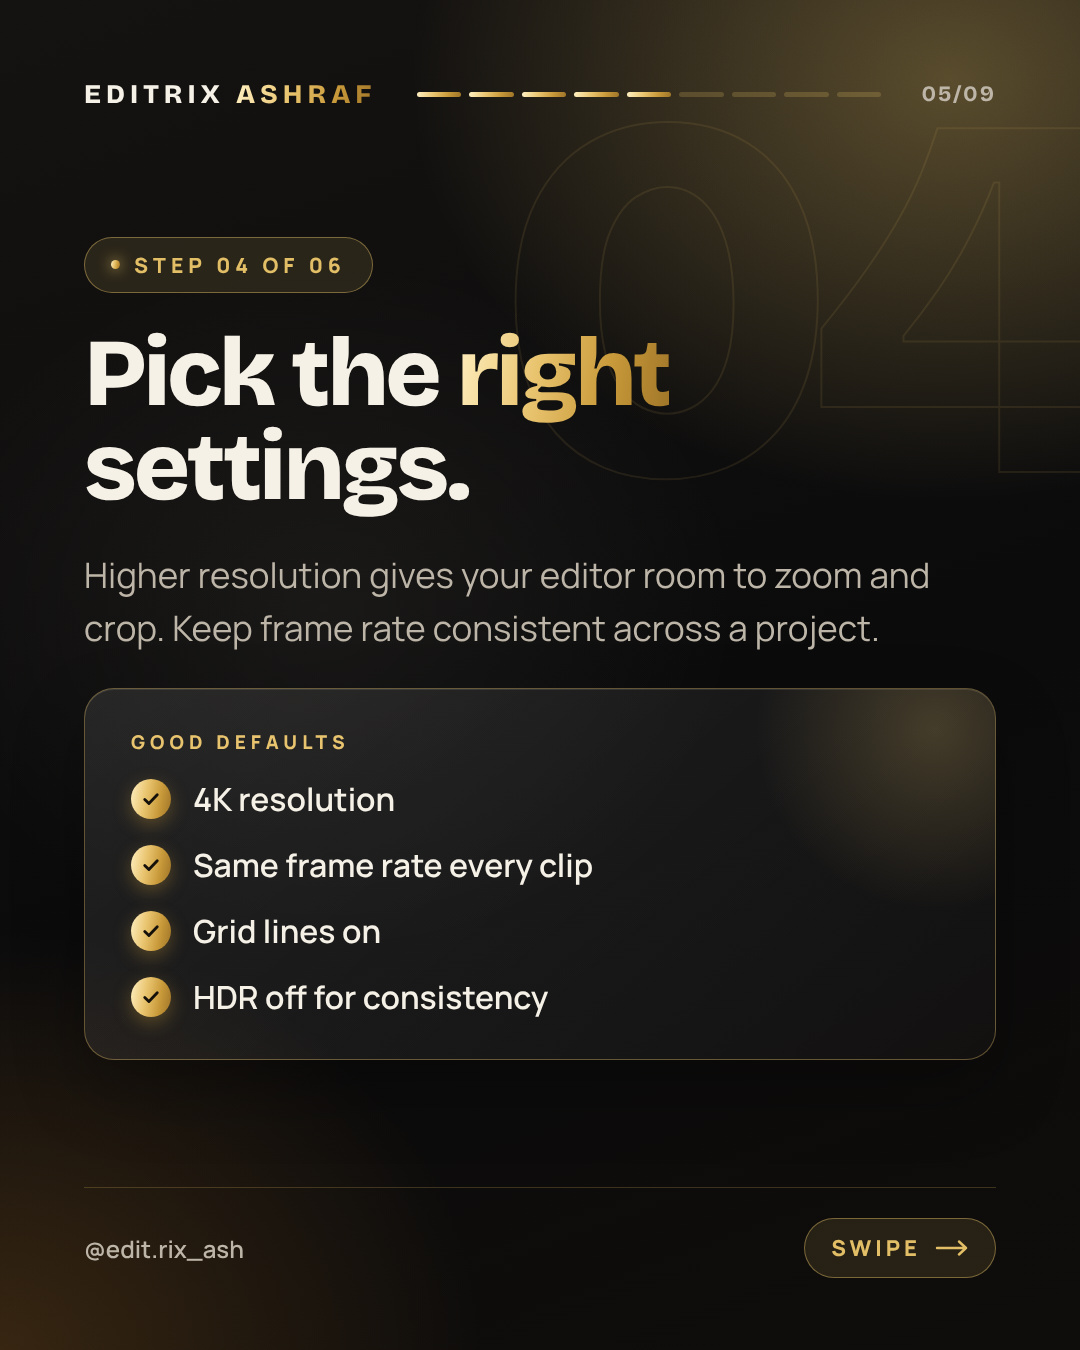 EDITRIX ASHRAF
05/09
04
STEP 04 OF 06
Pick the right
settings.
Higher resolution gives your editor room to zoom and
crop. Keep frame rate consistent across a project.
GOOD DEFAULTS
4K resolution
Same frame rate every clip
Grid lines on
HDR off for consistency
@edit.rix_ash
SWIPE →